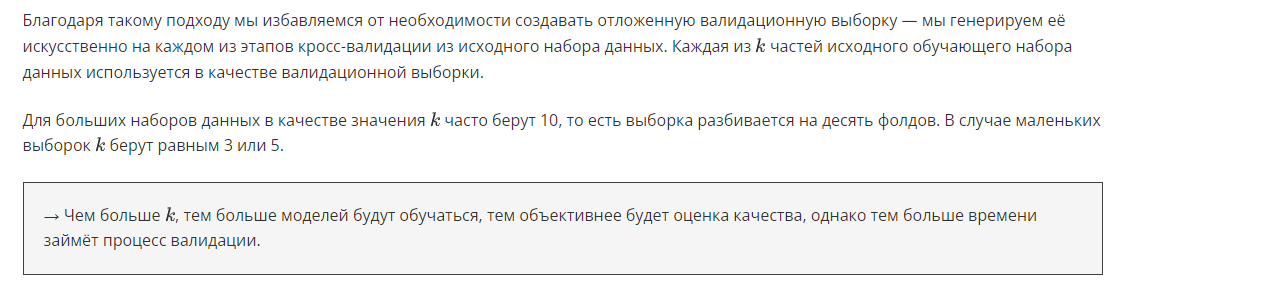 Благодаря такому подходу мы избавляемся от необходимости создавать отложенную валидационную выборку — мы генерируем её
искусственно на каждом из этапов кросс-валидации из исходного набора данных. Каждая из k частей исходного обучающего набора
данных используется в качестве валидационной выборки.
Для больших наборов данных в качестве значения k часто берут 10, то есть выборка разбивается на десять фолдов. В случае маленьких
выборок k берут равным 3 или 5.
→ Чем больше k, тем больше моделей будут обучаться, тем объективнее будет оценка качества, однако тем больше времени
займёт процесс валидации.